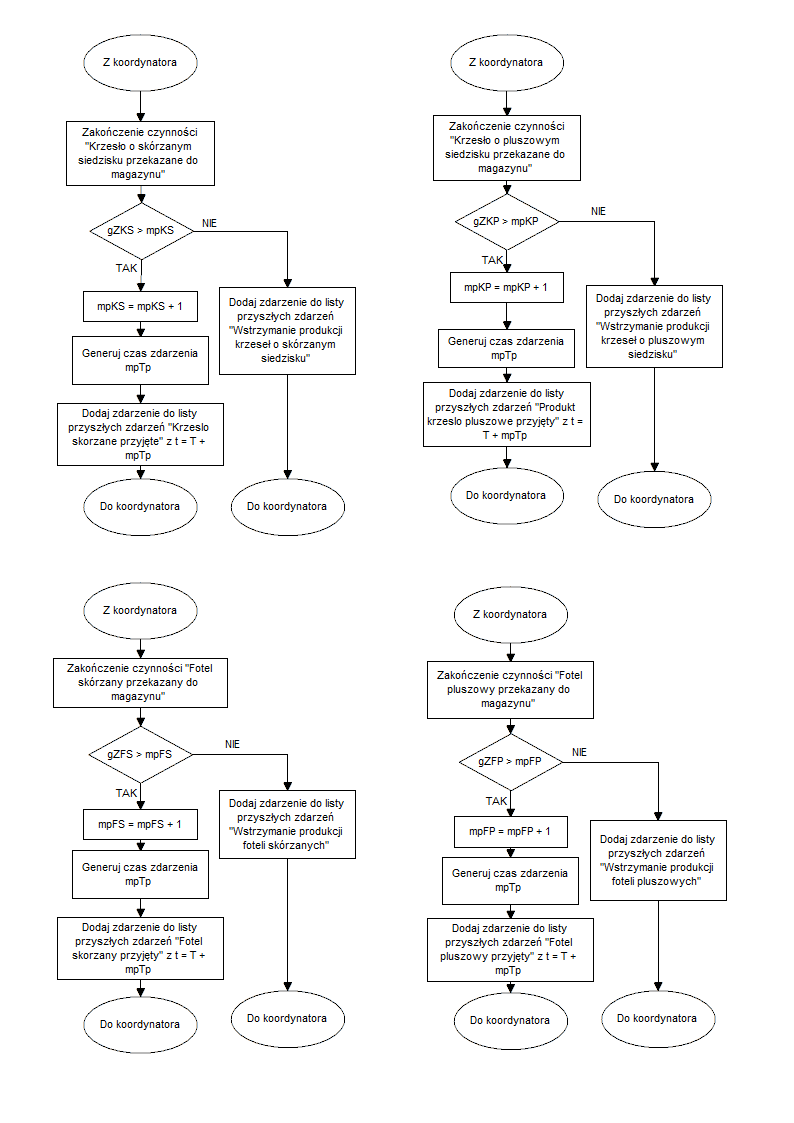 Z koordynatora
Zakończenie czynności
"Krzesło o skórzanym
siedzisku przekazane do
magazynu"
gZKS > mpKS
NIE
TAK
mpKS = mpKS + 1
Generuj czas zdarzenia
mpTp
Dodaj zdarzenie do listy
przyszłych zdarzeń "Krzeslo
skorzane przyjęte" z t = T +
mpTp
Do koordynatora
Dodaj zdarzenie do listy
przyszłych zdarzeń
"Wstrzymanie produkcji
krzeseł o skórzanym
siedzisku"
Do koordynatora
Z koordynatora
Zakończenie czynności
"Krzesło o pluszowym
siedzisku przekazane do
magazynu"
gZKP > mpKP
NIE
TAK
mpKP = mpKP + 1
Generuj czas zdarzenia
mpTp
Dodaj zdarzenie do listy
przyszłych zdarzeń "Produkt
krzeslo pluszowe przyjęty" z t =
T + mpTp
Do koordynatora
Dodaj zdarzenie do listy
przyszłych zdarzeń
"Wstrzymanie produkcji
krzeseł o pluszowym
siedzisku"
Do koordynatora
Z koordynatora
Zakończenie czynności "Fotel
skórzany przekazany do
magazynu"
gZFS > mpFS
NIE
TAK
mpFS = mpFS + 1
Generuj czas zdarzenia
mpTp
Dodaj zdarzenie do listy
przyszłych zdarzeń "Fotel
skorzany przyjęty" z t = T +
mpTp
Do koordynatora
Dodaj zdarzenie do listy
przyszłych zdarzeń
"Wstrzymanie produkcji
foteli skórzanych"
Do koordynatora
Z koordynatora
Zakończenie czynności "Fotel
pluszowy przekazany do
magazynu"
gZFP > mpFP
NIE
TAK
mpFP = mpFP + 1
Generuj czas zdarzenia
mpTp
Dodaj zdarzenie do listy
przyszłych zdarzeń "Fotel
pluszowy przyjęty" z t = T +
mpTp
Do koordynatora
Dodaj zdarzenie do listy
przyszłych zdarzeń
"Wstrzymanie produkcji
foteli pluszowych"
Do koordynatora